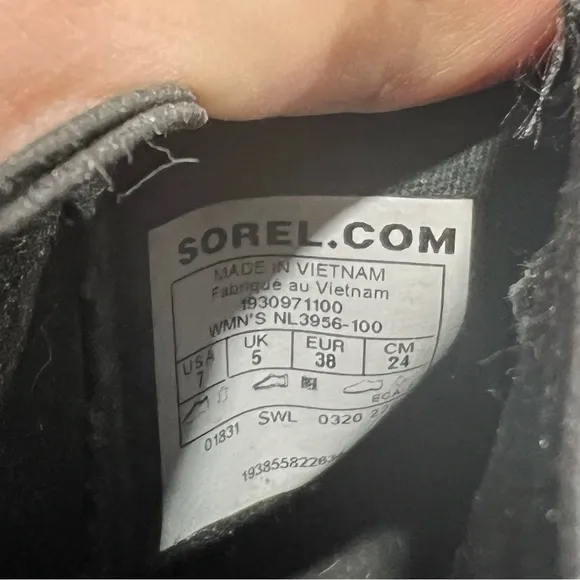 SOREL.COM
MADE IN VIETNAM
Fabriqué au Vietnam
1930971100
WMN'S NL3956-100
USA UK EUR CM
7 5 38 24
01831 SWL 0320